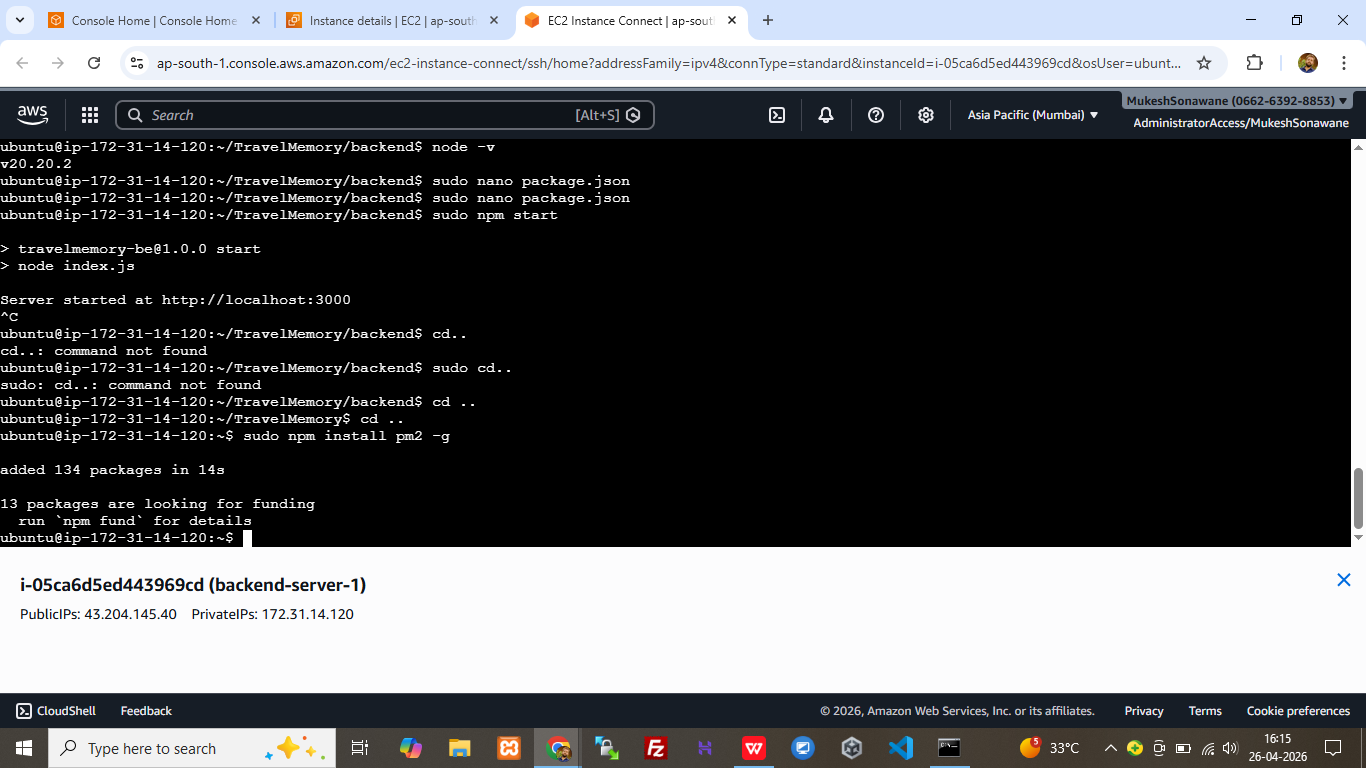 Console Home | Console Home
Instance details | EC2 | ap-south
EC2 Instance Connect | ap-sout
ap-south-1.console.aws.amazon.com/ec2-instance-connect/ssh/home?addressFamily=ipv4&connType=standard&instanceId=i-05ca6d5ed443969cd&osUser=ubunt...
aws
Search
[Alt+S]
Asia Pacific (Mumbai)
MukeshSonawane (0662-6392-8853)
AdministratorAccess/MukeshSonawane
ubuntu@ip-172-31-14-120:~/TravelMemory/backend$ node -v
v20.20.2
ubuntu@ip-172-31-14-120:~/TravelMemory/backend$ sudo nano package.json
ubuntu@ip-172-31-14-120:~/TravelMemory/backend$ sudo nano package.json
ubuntu@ip-172-31-14-120:~/TravelMemory/backend$ sudo npm start
> travelmemory-be@1.0.0 start
> node index.js
Server started at http://localhost:3000
^C
ubuntu@ip-172-31-14-120:~/TravelMemory/backend$ cd..
cd..: command not found
ubuntu@ip-172-31-14-120:~/TravelMemory/backend$ sudo cd..
sudo: cd..: command not found
ubuntu@ip-172-31-14-120:~/TravelMemory/backend$ cd ..
ubuntu@ip-172-31-14-120:~/TravelMemory$ cd ..
ubuntu@ip-172-31-14-120:~$ sudo npm install pm2 -g
added 134 packages in 14s
13 packages are looking for funding
run `npm fund` for details
ubuntu@ip-172-31-14-120:~$
i-05ca6d5ed443969cd (backend-server-1)
PublicIPs: 43.204.145.40 PrivateIPs: 172.31.14.120
CloudShell
Feedback
© 2026, Amazon Web Services, Inc. or its affiliates.
Privacy
Terms
Cookie preferences
Type here to search
5
33°C
16:15
26-04-2026